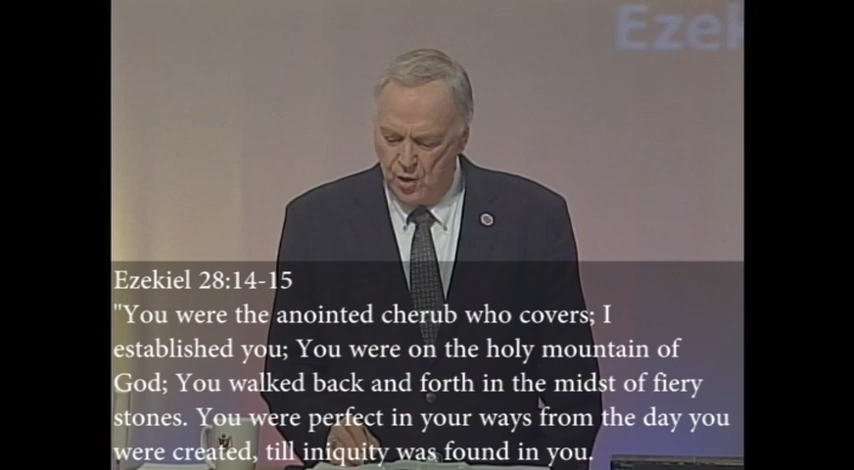 Ezek
Ezekiel 28:14-15
"You were the anointed cherub who covers; I
established you; You were on the holy mountain of
God; You walked back and forth in the midst of fiery
stones. You were perfect in your ways from the day you
were created, till iniquity was found in you.